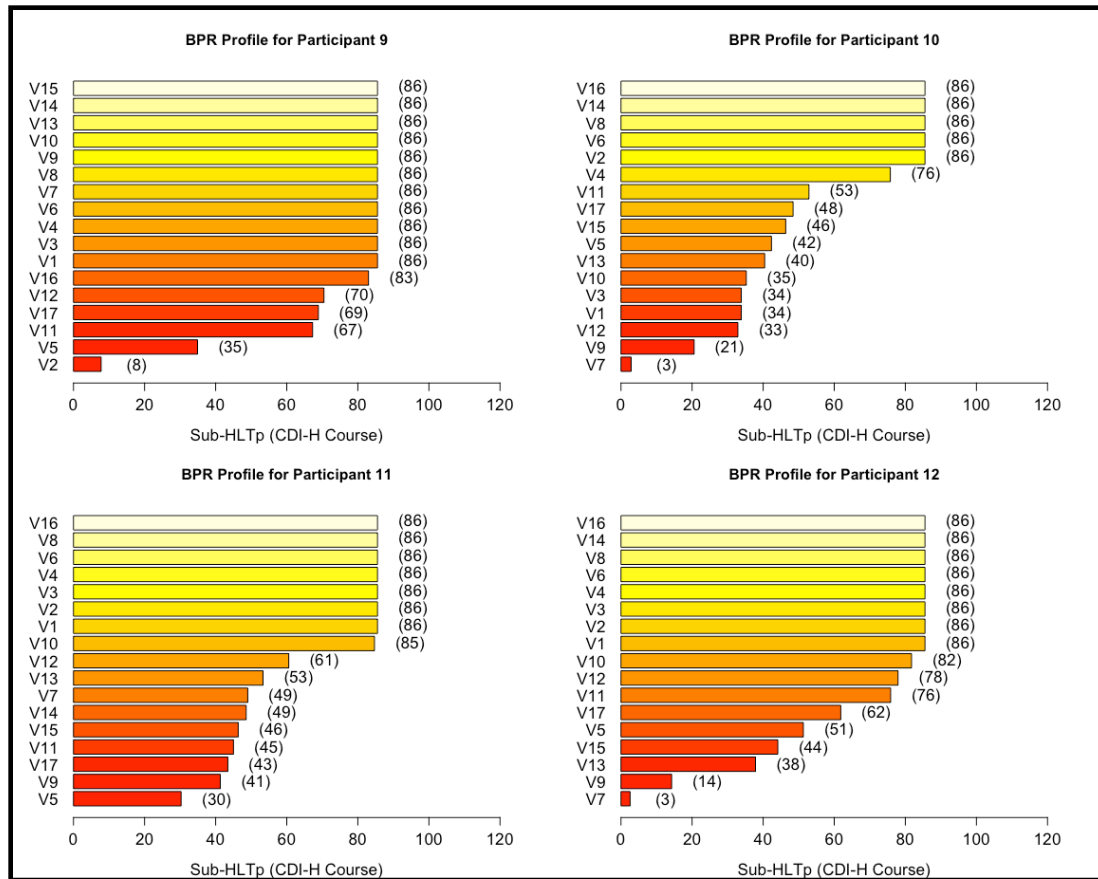 BPR Profile for Participant 9
V15 (86)
V14 (86)
V13 (86)
V10 (86)
V9 (86)
V8 (86)
V7 (86)
V6 (86)
V4 (86)
V3 (86)
V1 (86)
V16 (83)
V12 (70)
V17 (69)
V11 (67)
V5 (35)
V2 (8)
0 20 40 60 80 100 120
Sub-HLTp (CDI-H Course)
BPR Profile for Participant 10
V16 (86)
V14 (86)
V8 (86)
V6 (86)
V2 (86)
V4 (76)
V11 (53)
V17 (48)
V15 (46)
V5 (42)
V13 (40)
V10 (35)
V3 (34)
V1 (34)
V12 (33)
V9 (21)
V7 (3)
0 20 40 60 80 100 120
Sub-HLTp (CDI-H Course)
BPR Profile for Participant 11
V16 (86)
V8 (86)
V6 (86)
V4 (86)
V3 (86)
V2 (86)
V1 (86)
V10 (85)
V12 (61)
V13 (53)
V7 (49)
V14 (49)
V15 (46)
V11 (45)
V17 (43)
V9 (41)
V5 (30)
0 20 40 60 80 100 120
Sub-HLTp (CDI-H Course)
BPR Profile for Participant 12
V16 (86)
V14 (86)
V8 (86)
V6 (86)
V4 (86)
V3 (86)
V2 (86)
V1 (86)
V10 (82)
V12 (78)
V11 (76)
V17 (62)
V5 (51)
V15 (44)
V13 (38)
V9 (14)
V7 (3)
0 20 40 60 80 100 120
Sub-HLTp (CDI-H Course)